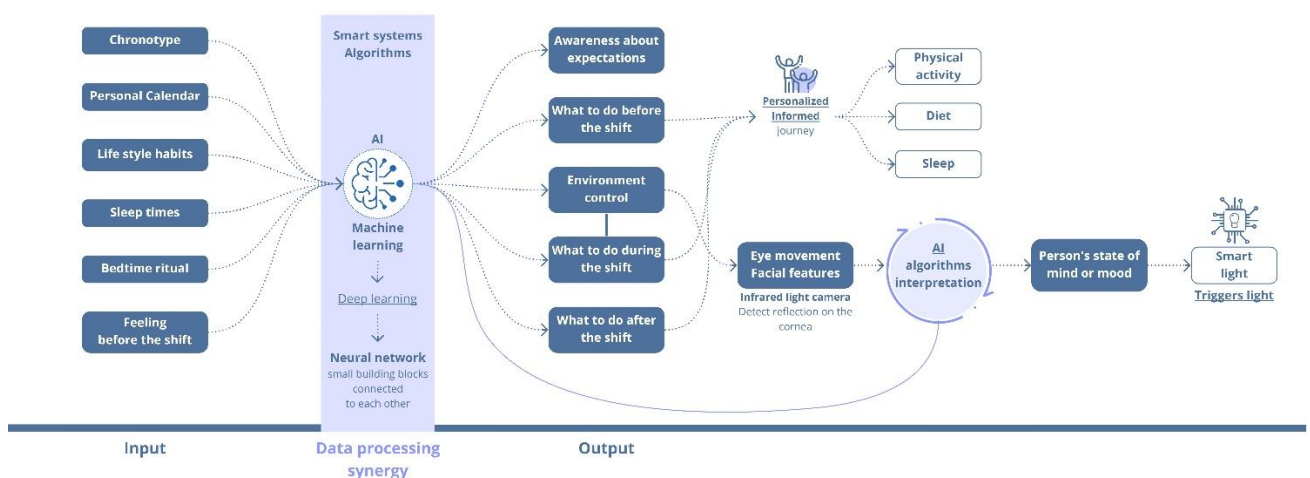 Chronotype
Personal Calendar
Life style habits
Sleep times
Bedtime ritual
Feeling
before the shift
Smart systems
Algorithms
AI
Machine
learning
Deep learning
Neural network
small building blocks
connected
to each other
Awareness about
expectations
What to do before
the shift
Environment
control
What to do during
the shift
What to do after
the shift
Personalized
Informed
journey
Physical
activity
Diet
Sleep
Eye movement
Facial features
Infrared light camera
Detect reflection on the
cornea
AI
algorithms
interpretation
Person's state of
mind or mood
Smart
light
Triggers light
Input
Data processing
synergy
Output